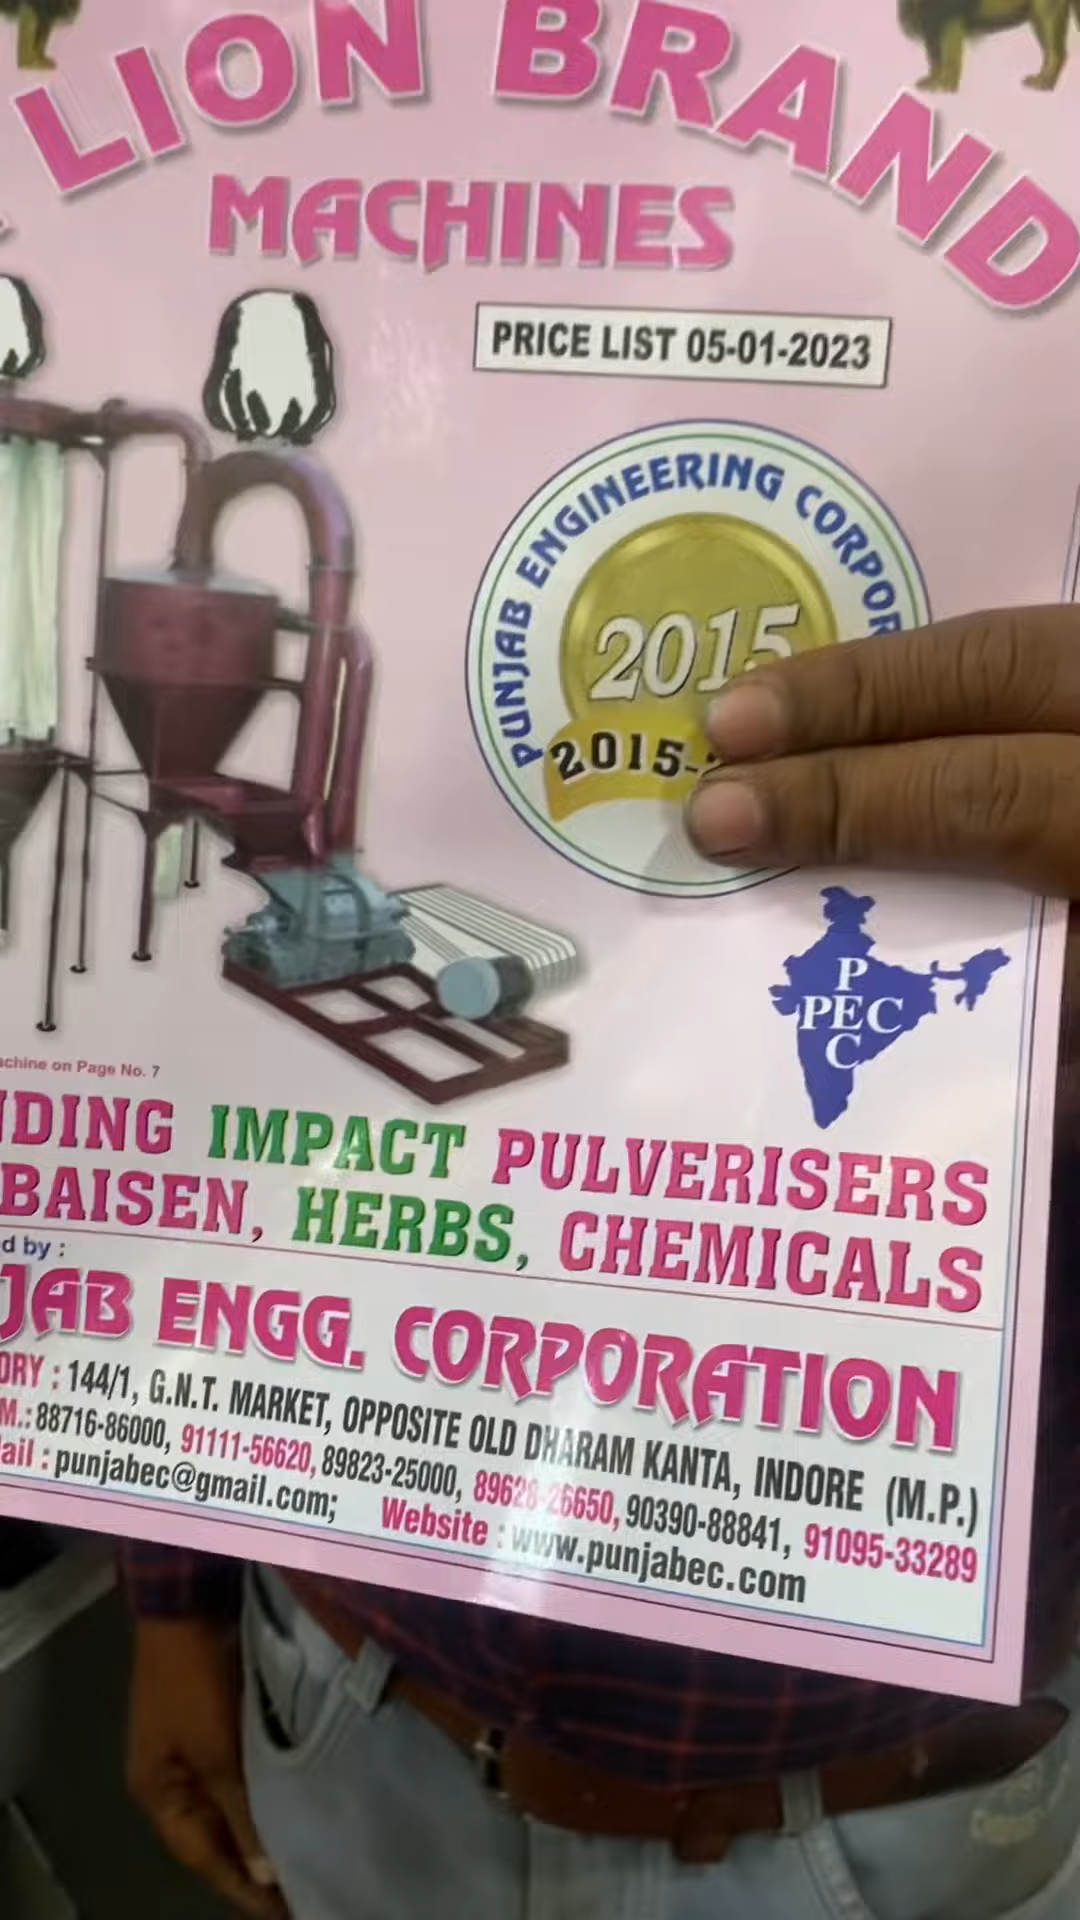 LION BRAND
MACHINES
PRICE LIST 05-01-2023
PUNJAB ENGINEERING CORPOR
2015
2015-
P
PEC
C
achine on Page No. 7
NDING IMPACT PULVERISERS
BAISEN, HERBS, CHEMICALS
d by :
JAB ENGG. CORPORATION
ORY : 144/1, G.N.T. MARKET, OPPOSITE OLD DHARAM KANTA, INDORE (M.P.)
M.: 88716-86000, 91111-56620, 89823-25000, 89628-26650, 90390-88841, 91095-33289
ail : punjabec@gmail.com; Website : www.punjabec.com